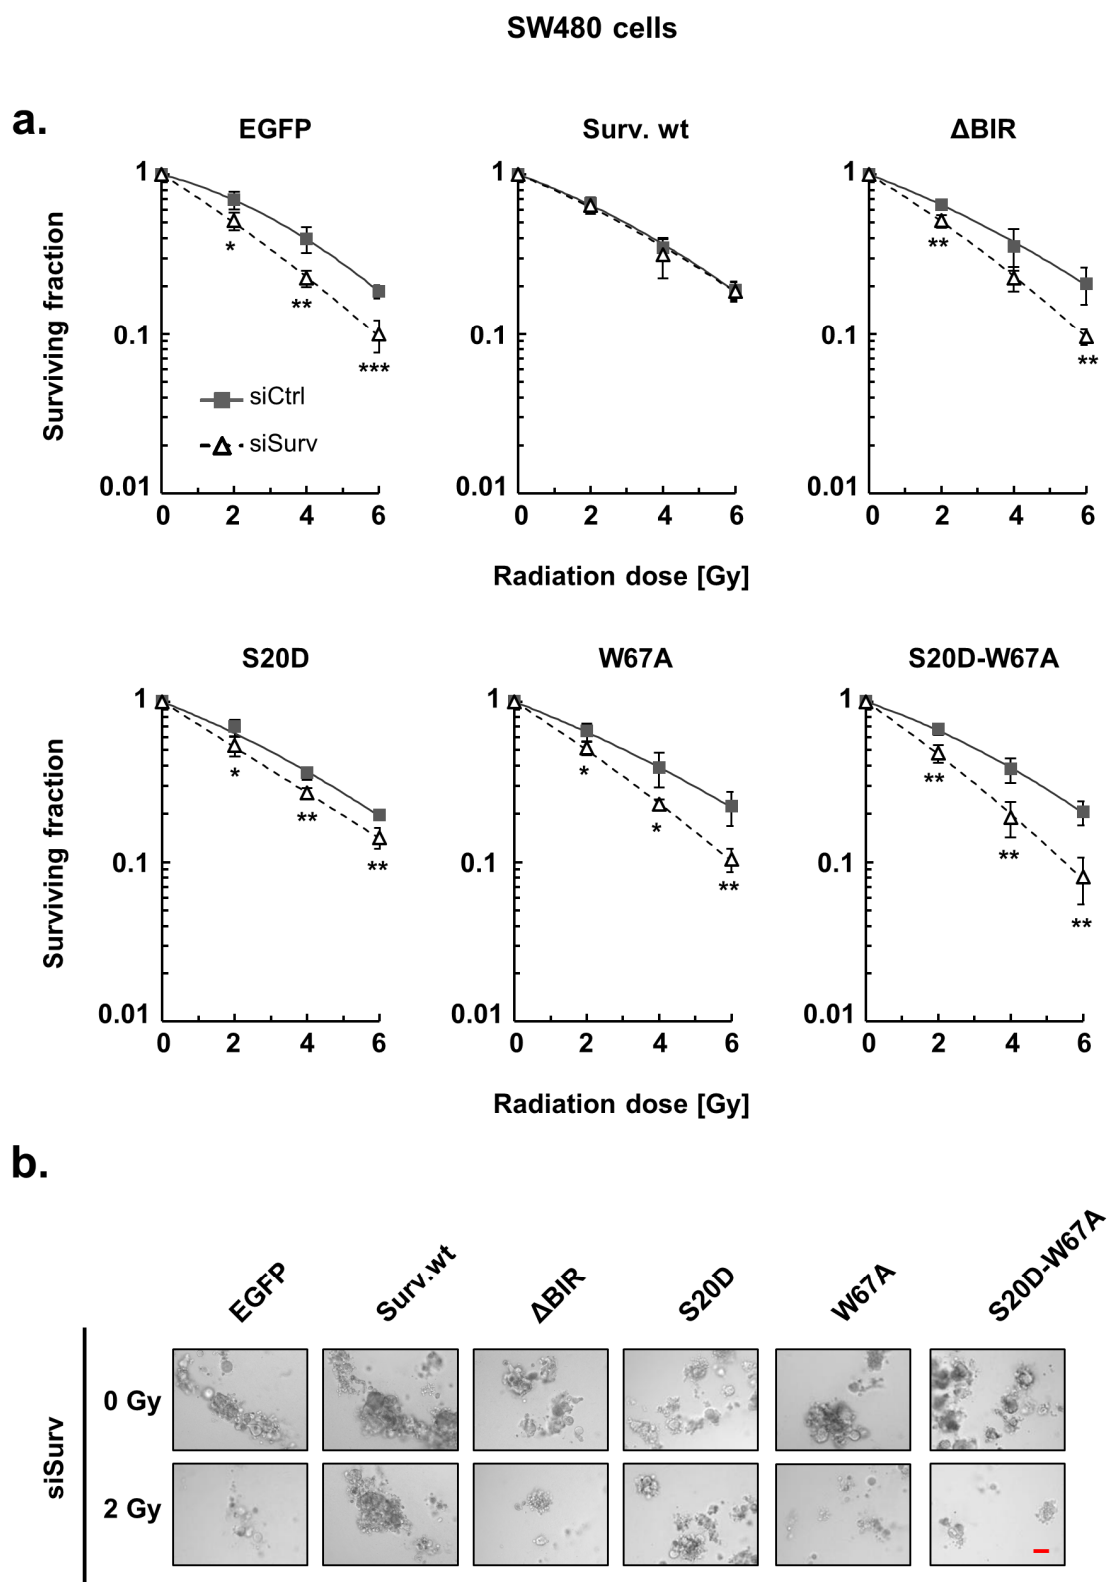 SW480 cells
a.
EGFP
Surv. wt
ΔBIR
Surviving fraction
1
0.1
0.01
0 2 4 6
*
**
***
siCtrl
siSurv
1
0.1
0.01
0 2 4 6
1
0.1
0.01
0 2 4 6
**
**
Radiation dose [Gy]
S20D
W67A
S20D-W67A
Surviving fraction
1
0.1
0.01
0 2 4 6
*
**
**
1
0.1
0.01
0 2 4 6
*
*
**
1
0.1
0.01
0 2 4 6
**
**
**
Radiation dose [Gy]
b.
EGFP
Surv.wt
ΔBIR
S20D
W67A
S20D-W67A
siSurv
0 Gy
2 Gy